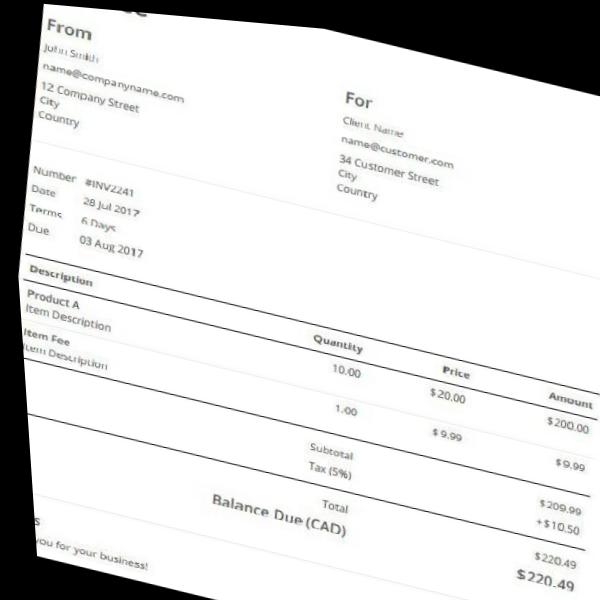 From
John Smith
name@companyname.com
12 Company Street
City
Country
For
Client Name
name@customer.com
34 Customer Street
City
Country
Number #INV2241
Date 28 Jul 2017
Terms 6 Days
Due 03 Aug 2017
Description Quantity Price Amount
Product A 10.00 $20.00 $200.00
Item Description
Item Fee 1.00 $9.99 $9.99
Item Description
Subtotal $209.99
Tax (5%) +$10.50
Total $220.49
Balance Due (CAD) $220.49
you for your business!